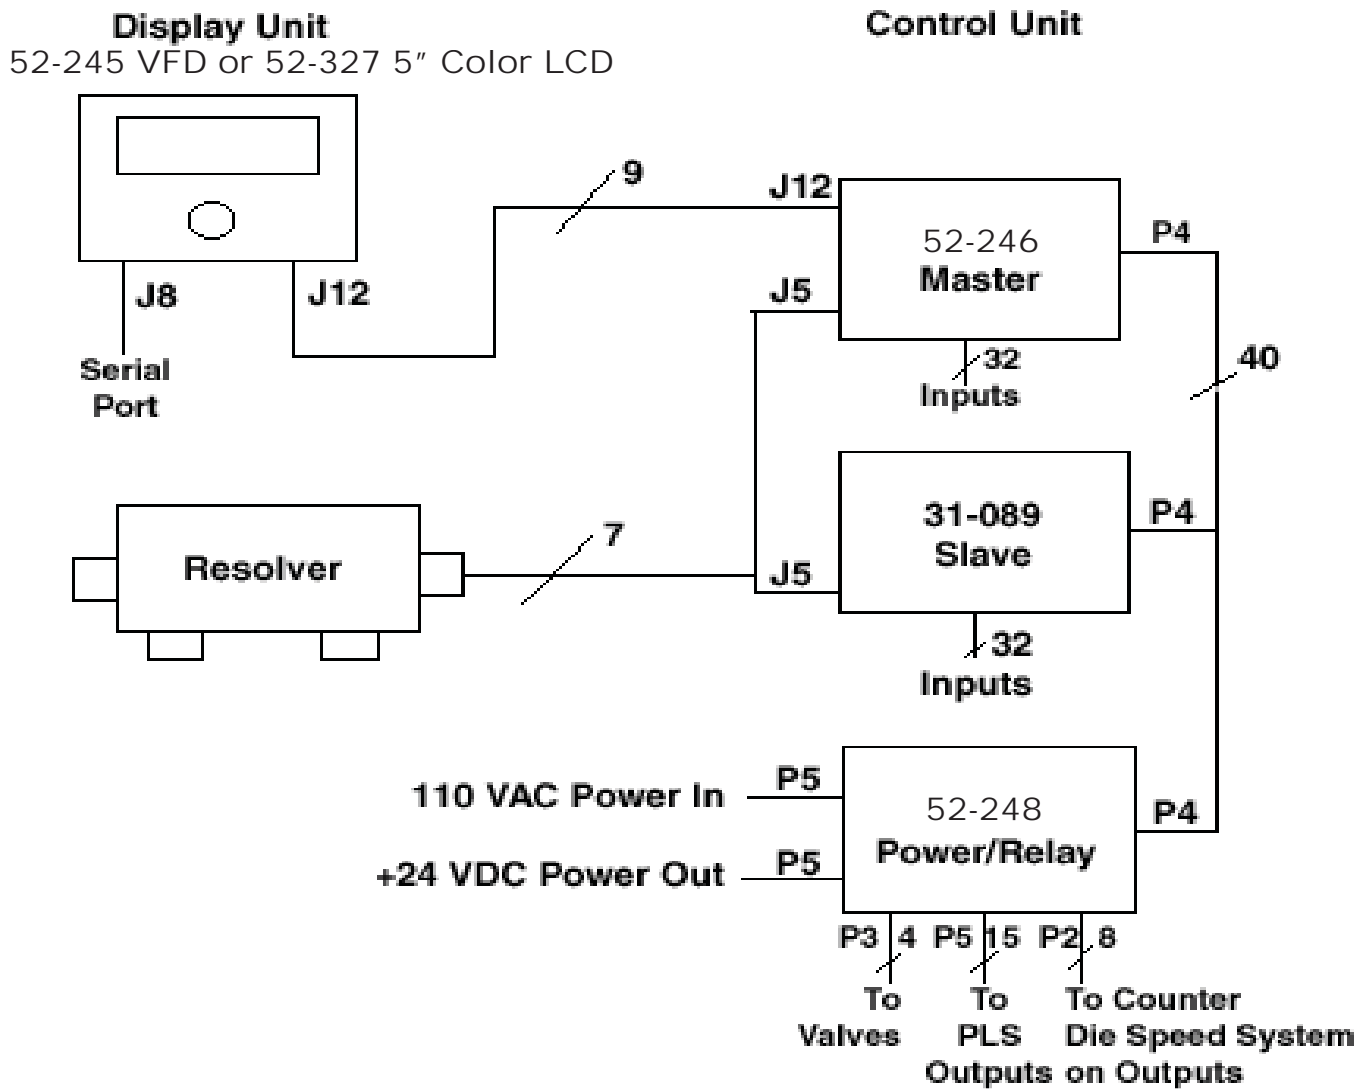 Display Unit
52-245 VFD or 52-327 5" Color LCD
Control Unit
9
J12
52-246
Master
P4
J8
J12
J5
Serial
Port
32
Inputs
40
31-089
Slave
P4
Resolver
7
J5
32
Inputs
110 VAC Power In
P5
52-248
Power/Relay
P4
+24 VDC Power Out
P5
P3 4 P5 15 P2 8
To To To Counter
Valves PLS Die Speed System
Outputs on Outputs